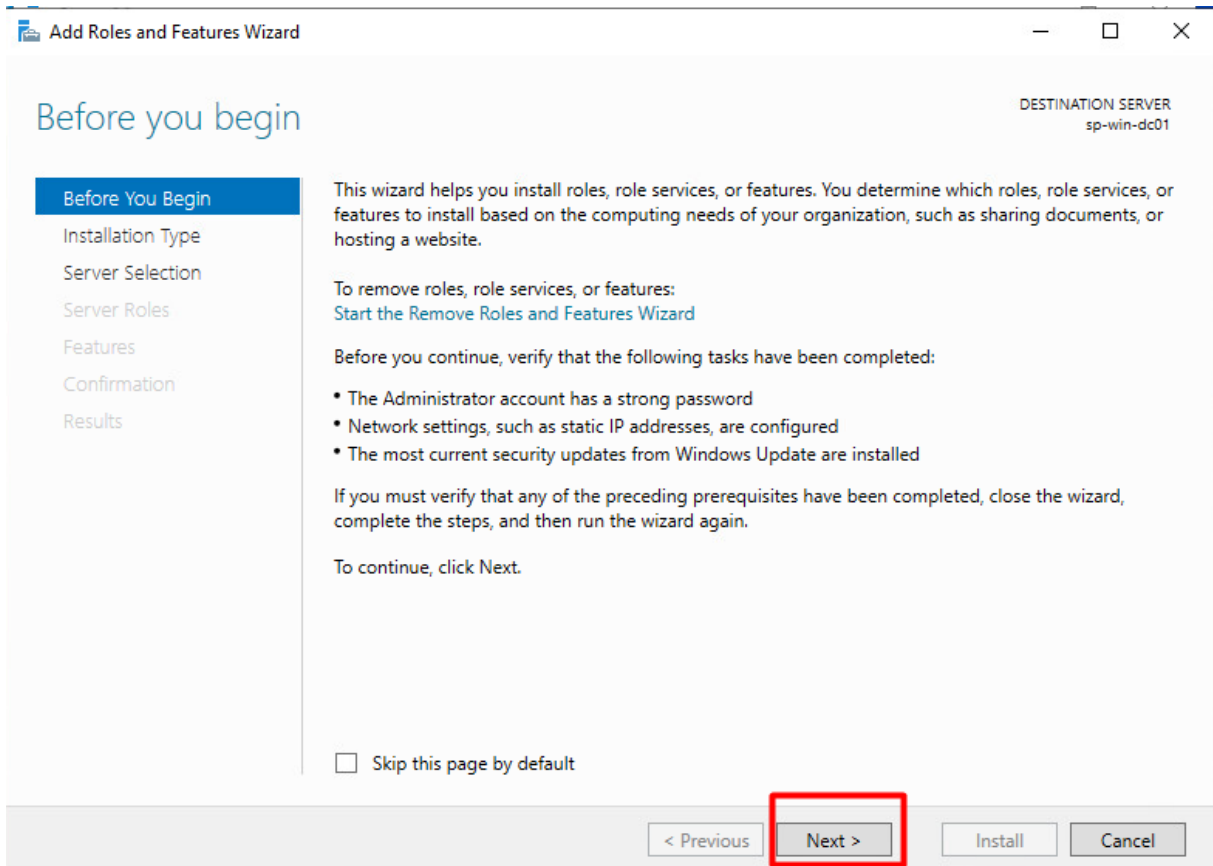 Add Roles and Features Wizard
Before you begin
DESTINATION SERVER
sp-win-dc01
Before You Begin
Installation Type
Server Selection
Server Roles
Features
Confirmation
Results
This wizard helps you install roles, role services, or features. You determine which roles, role services, or
features to install based on the computing needs of your organization, such as sharing documents, or
hosting a website.
To remove roles, role services, or features:
Start the Remove Roles and Features Wizard
Before you continue, verify that the following tasks have been completed:
• The Administrator account has a strong password
• Network settings, such as static IP addresses, are configured
• The most current security updates from Windows Update are installed
If you must verify that any of the preceding prerequisites have been completed, close the wizard,
complete the steps, and then run the wizard again.
To continue, click Next.
Skip this page by default
< Previous
Next >
Install
Cancel